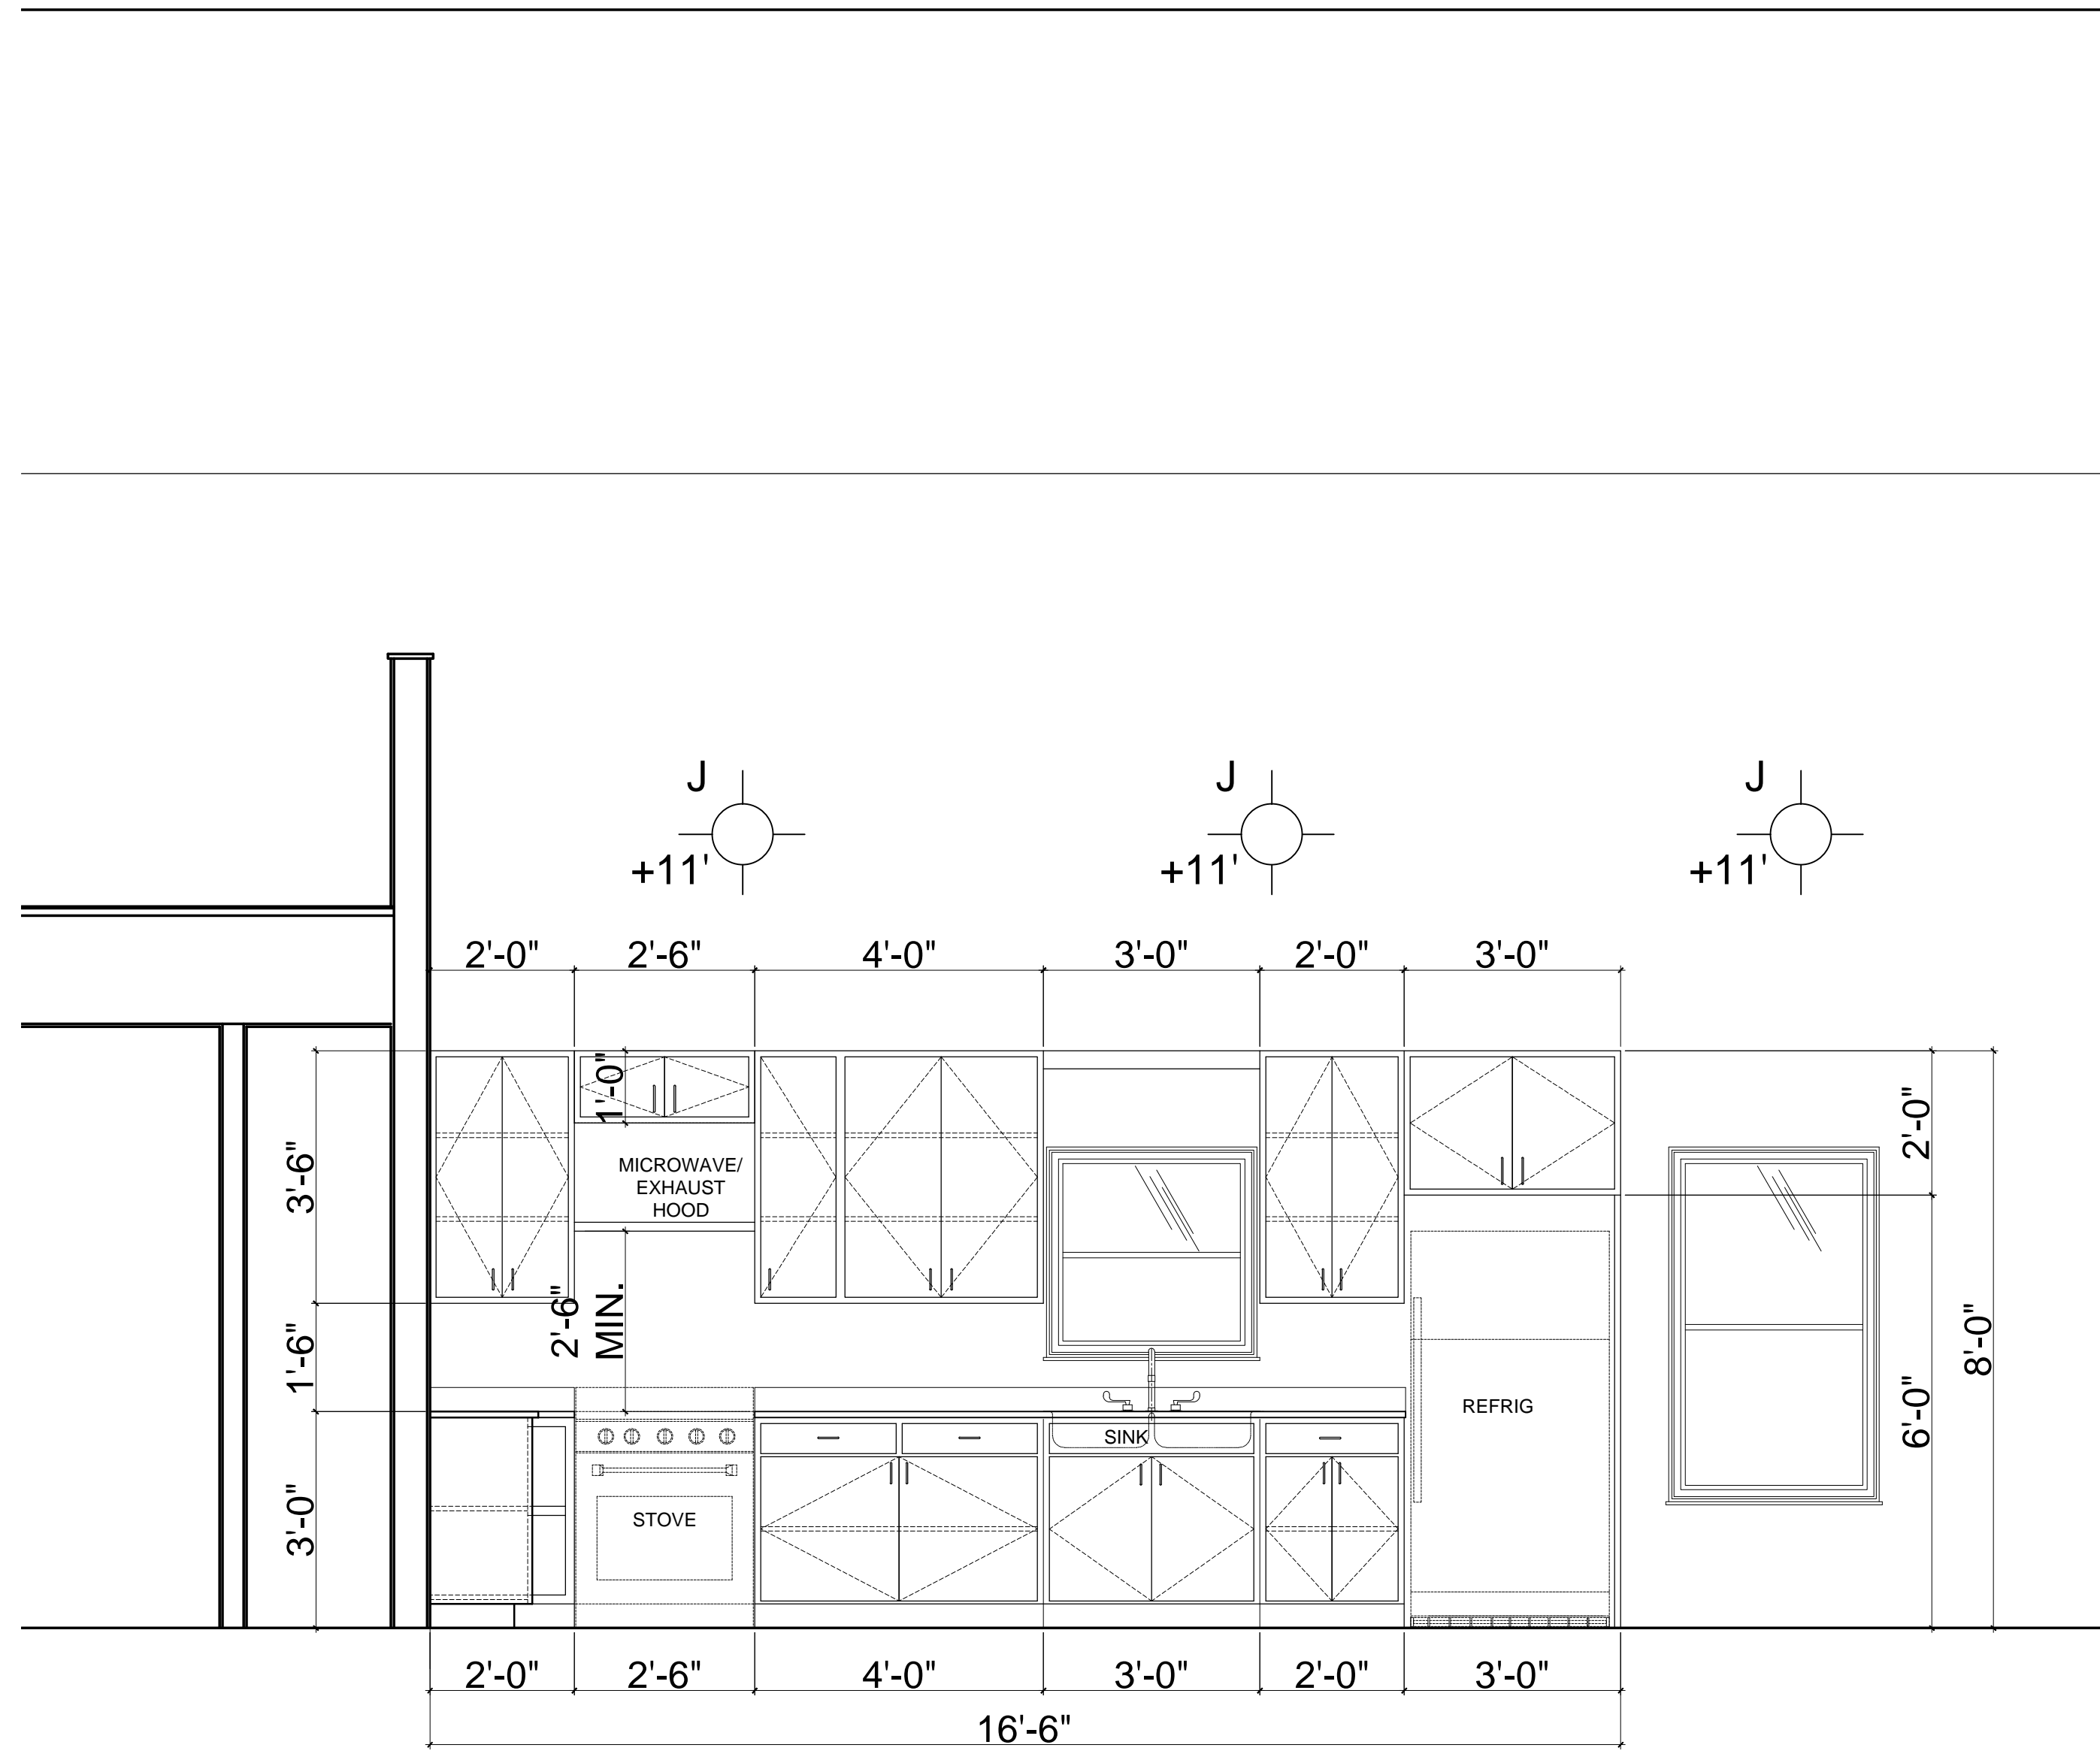 J
J
J
+11'
+11'
+11'
2'-0"
2'-6"
4'-0"
3'-0"
2'-0"
3'-0"
1'-0"
3'-6"
2'-0"
MICROWAVE/
EXHAUST
HOOD
2'-6"
MIN.
1'-6"
8'-0"
REFRIG
6'-0"
SINK
3'-0"
STOVE
2'-0"
2'-6"
4'-0"
3'-0"
2'-0"
3'-0"
16'-6"